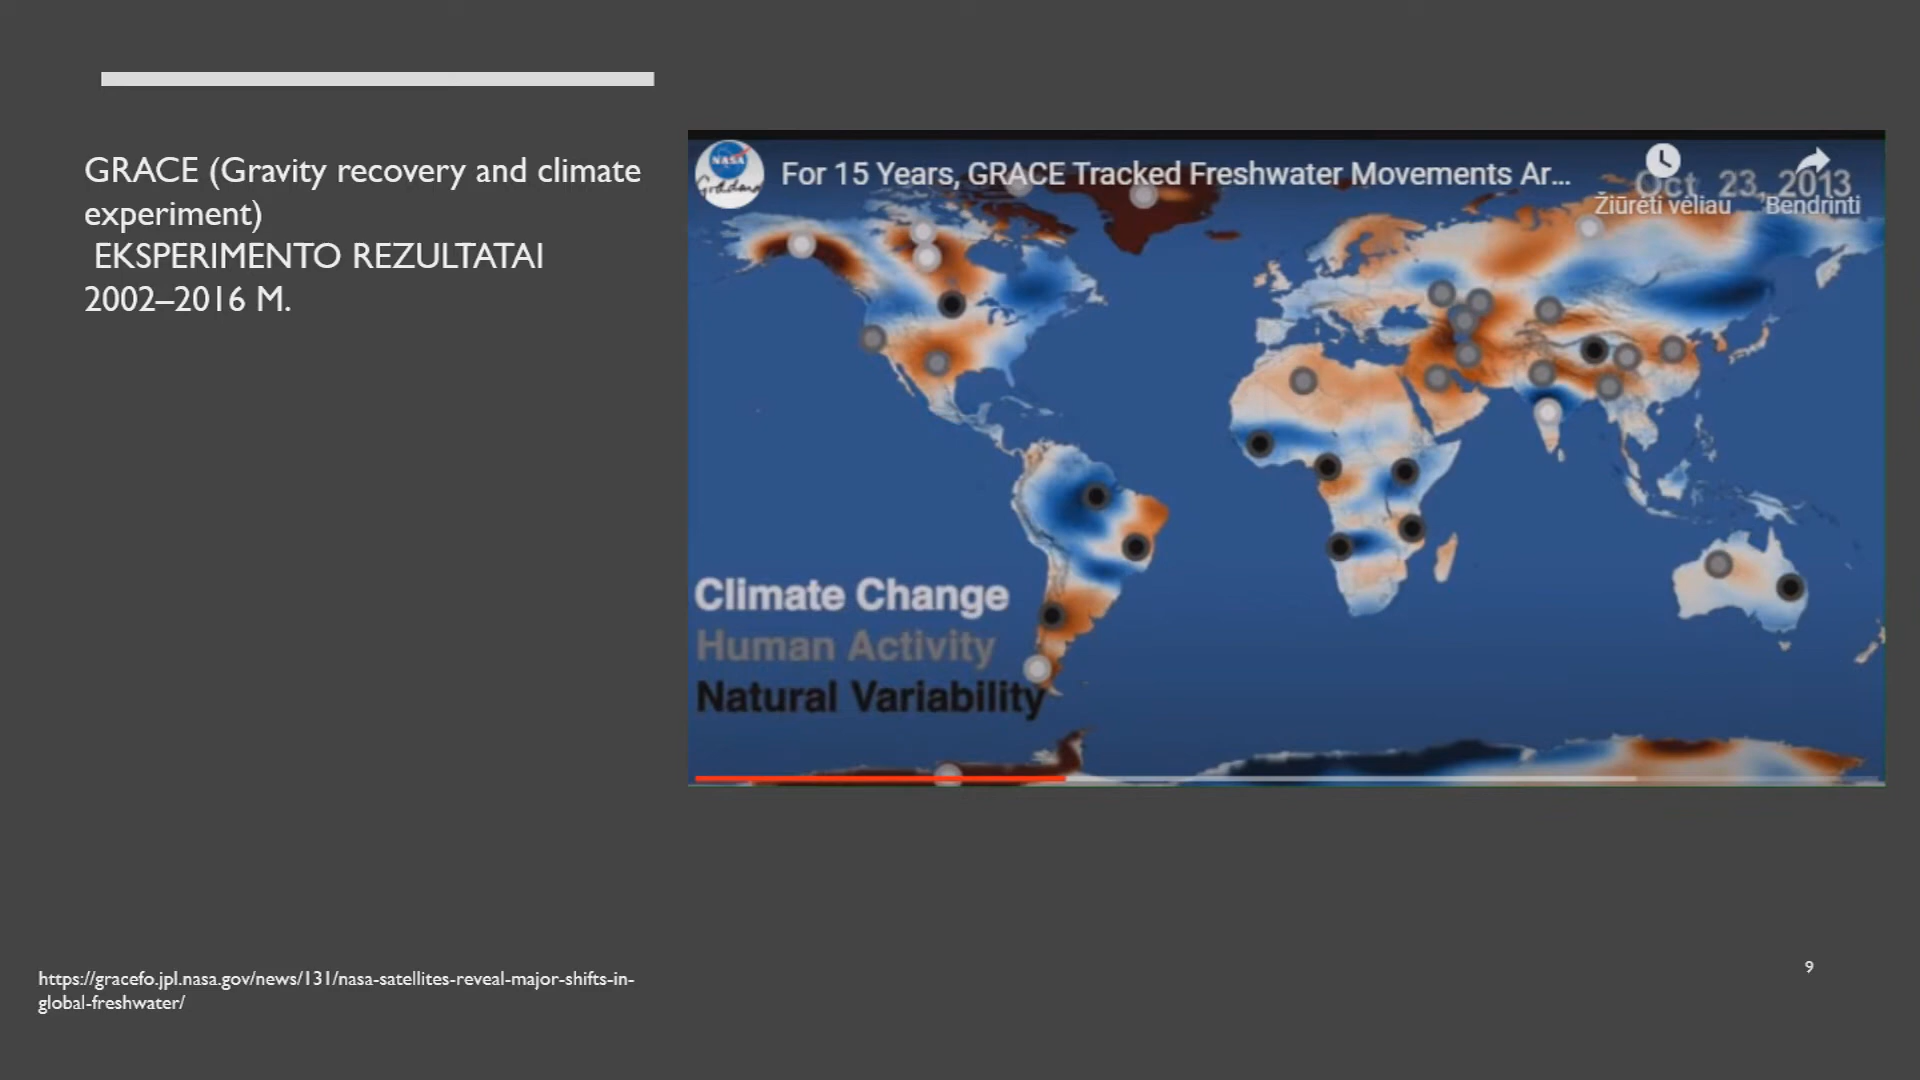 GRACE (Gravity recovery and climate
experiment)
EKSPERIMENTO REZULTATAI
2002–2016 M.
NASA
Goddard
For 15 Years, GRACE Tracked Freshwater Movements Ar...
Oct 23, 2013
Žiūrėti vėliau
Bendrinti
Climate Change
Human Activity
Natural Variability
https://gracefo.jpl.nasa.gov/news/131/nasa-satellites-reveal-major-shifts-in-
global-freshwater/
9